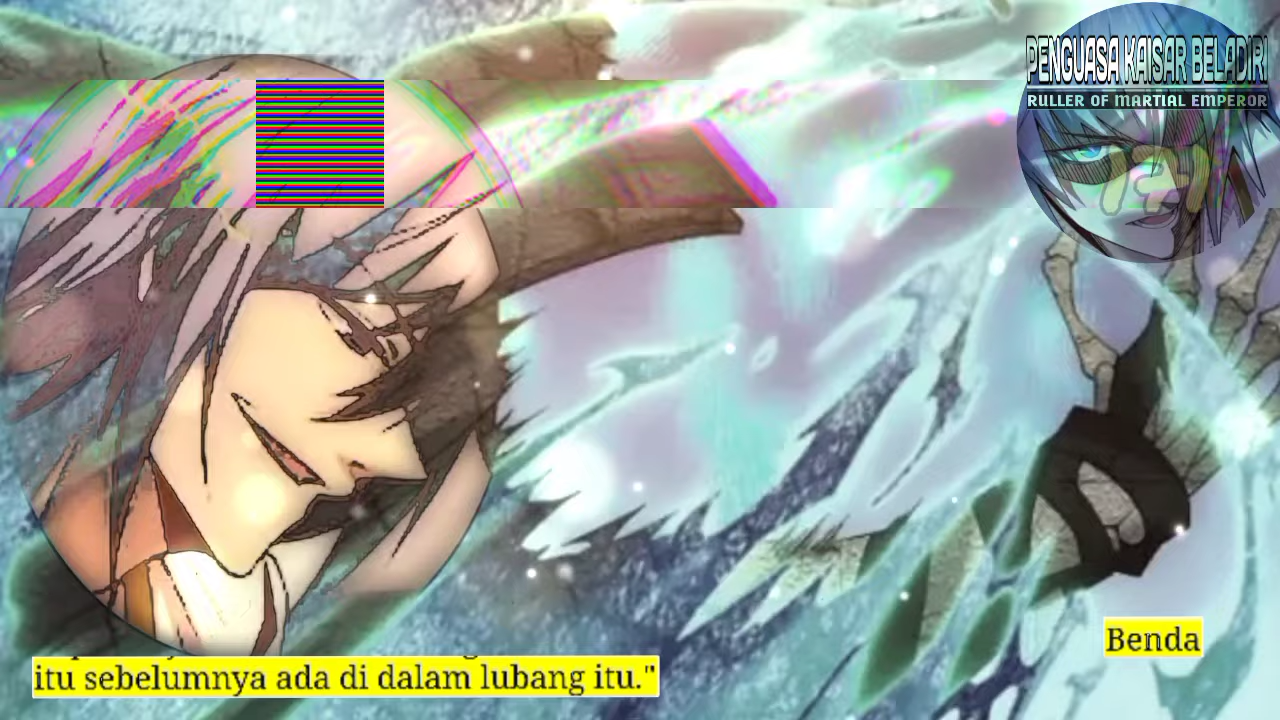 PENGUASA KAISAR BELADIRI
RULLER OF MARTIAL EMPEROR
itu sebelumnya ada di dalam lubang itu."
Benda